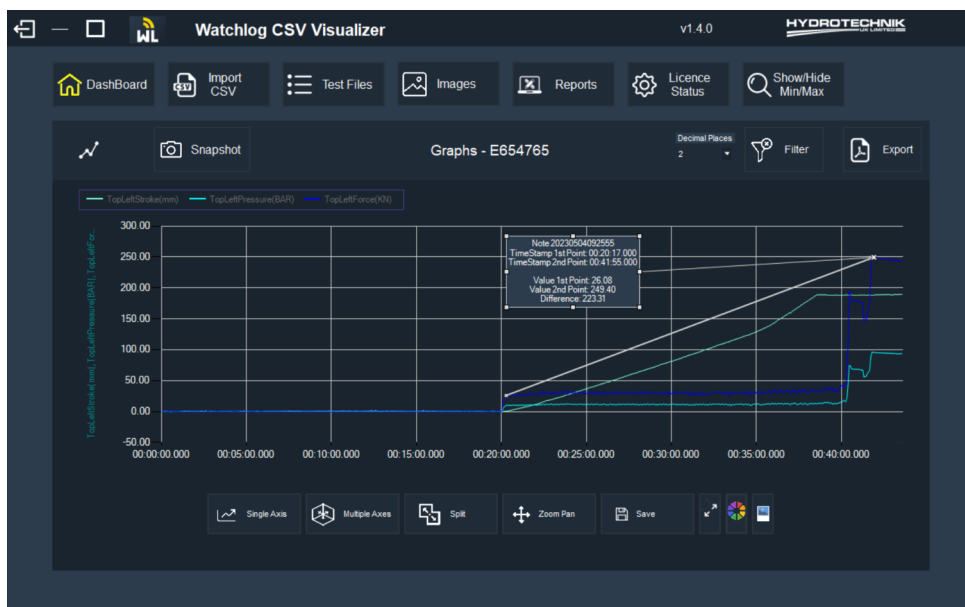 WL
Watchlog CSV Visualizer
v1.4.0
HYDROTECHNIK
UK LIMITED
DashBoard
CSV
Import
CSV
Test Files
Images
Reports
Licence
Status
Show/Hide
Min/Max
Snapshot
Graphs - E654765
Decimal Places
2
Filter
Export
TopLeftStroke(mm)
TopLeftPressure(BAR)
TopLeftForce(KN)
TopLeftStroke(mm),TopLeftPressure(BAR),TopLeftFor...
300.00
250.00
200.00
150.00
100.00
50.00
0.00
-50.00
Note 20230504092555
TimeStamp 1st Point: 00:20:17.000
TimeStamp 2nd Point: 00:41:55.000
Value 1st Point: 26.08
Value 2nd Point: 249.40
Difference: 223.31
00:00:00.000
00:05:00.000
00:10:00.000
00:15:00.000
00:20:00.000
00:25:00.000
00:30:00.000
00:35:00.000
00:40:00.000
Single Axis
Multiple Axes
Split
Zoom Pan
Save